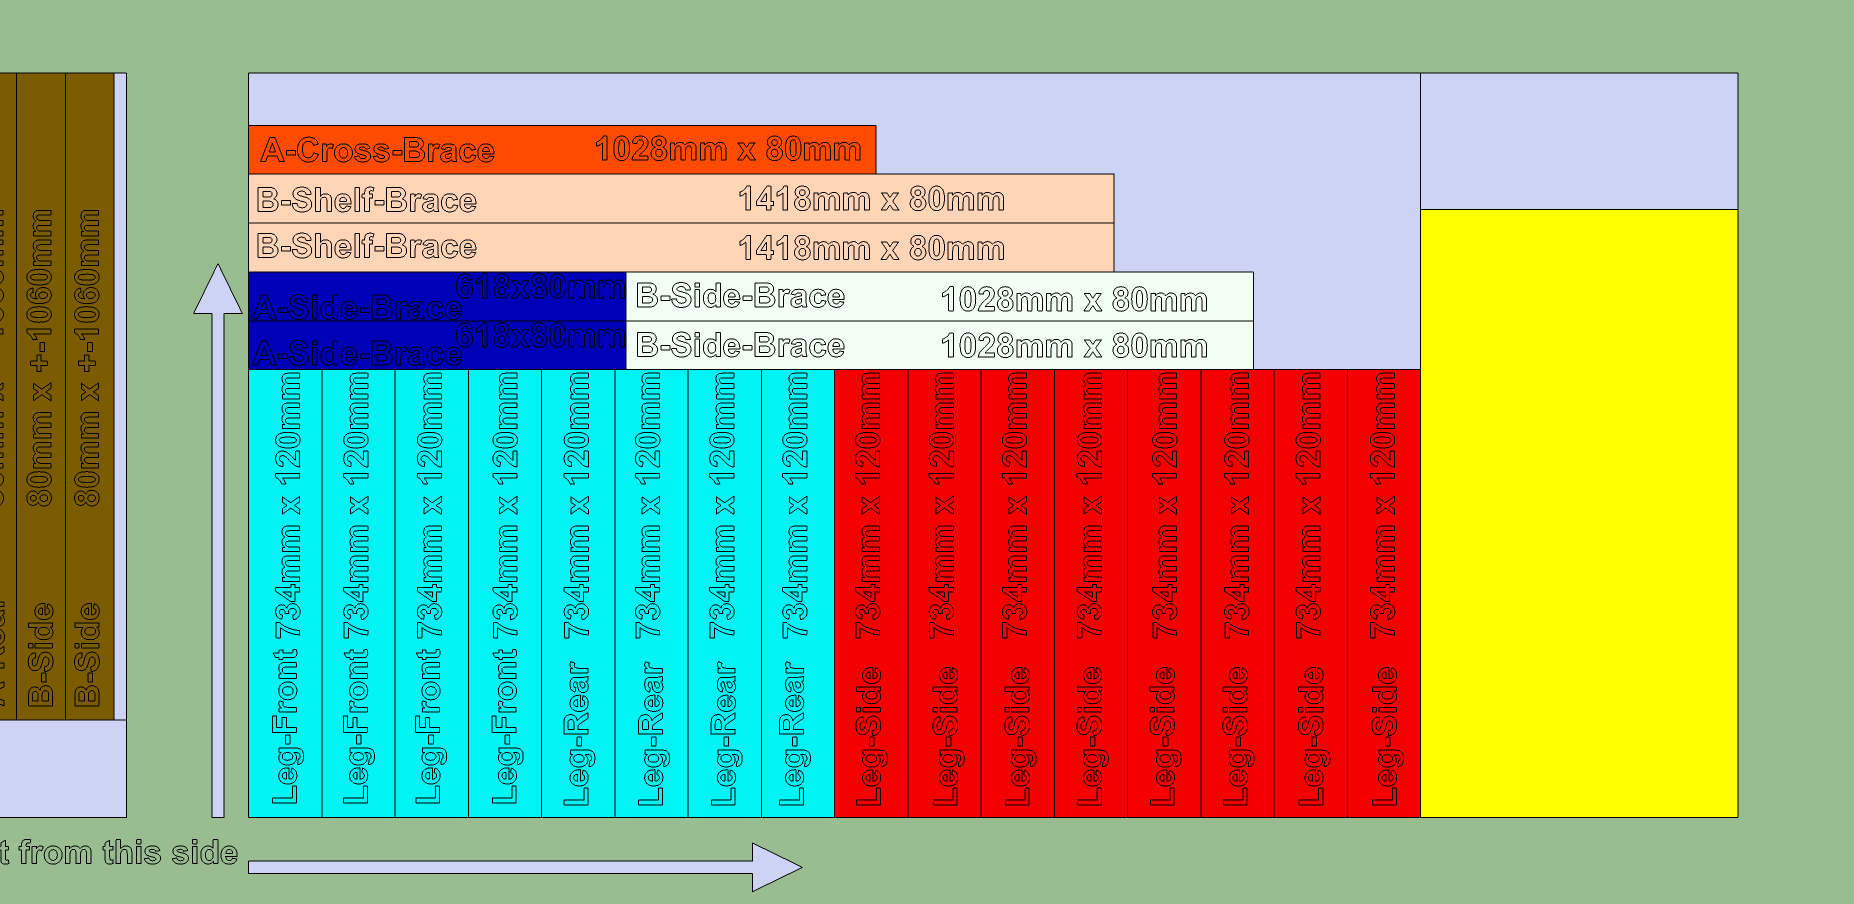 A-Cross-Brace 1028mm x 80mm
B-Shelf-Brace 1418mm x 80mm
B-Shelf-Brace 1418mm x 80mm
A-Side-Brace 618x80mm
B-Side-Brace 1028mm x 80mm
A-Side-Brace 618x80mm
B-Side-Brace 1028mm x 80mm
B-Side 80mm x +-1060mm
B-Side 80mm x +-1060mm
Leg-Front 734mm x 120mm
Leg-Front 734mm x 120mm
Leg-Front 734mm x 120mm
Leg-Front 734mm x 120mm
Leg-Rear 734mm x 120mm
Leg-Rear 734mm x 120mm
Leg-Rear 734mm x 120mm
Leg-Rear 734mm x 120mm
Leg-Side 734mm x 120mm
Leg-Side 734mm x 120mm
Leg-Side 734mm x 120mm
Leg-Side 734mm x 120mm
Leg-Side 734mm x 120mm
Leg-Side 734mm x 120mm
Leg-Side 734mm x 120mm
Leg-Side 734mm x 120mm
from this side